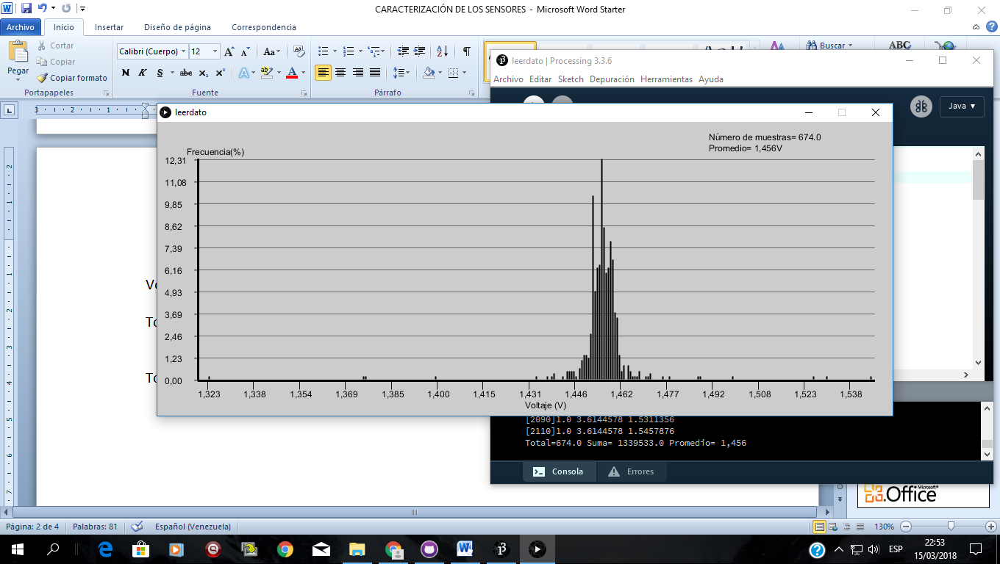 CARACTERIZACIÓN DE LOS SENSORES - Microsoft Word Starter
Archivo Inicio Insertar Diseño de página Correspondencia
Pegar
Cortar
Copiar
Copiar formato
Portapapeles
Calibri (Cuerpo) 12
N K S abc x₂ x²
Fuente
Párrafo
Buscar
ABC
leerdato | Processing 3.3.6
Archivo Editar Sketch Depuración Herramientas Ayuda
Java
3 2 1
leerdato
Número de muestras= 674.0
Promedio= 1,456V
Frecuencia(%)
12,31
11,08
9,85
8,62
7,39
6,16
4,93
3,69
2,46
1,23
0,00
1,323 1,338 1,354 1,369 1,385 1,400 1,415 1,431 1,446 1,462 1,477 1,492 1,508 1,523 1,538
Voltaje (V)
[2090]1.0 3.6144578 1.5311356
[2110]1.0 3.6144578 1.5457876
Total=674.0 Suma= 1339533.0 Promedio= 1,456
Consola Errores
Microsoft®
Office
Página: 2 de 4 Palabras: 81 Español (Venezuela) 130%
ESP
22:53
15/03/2018